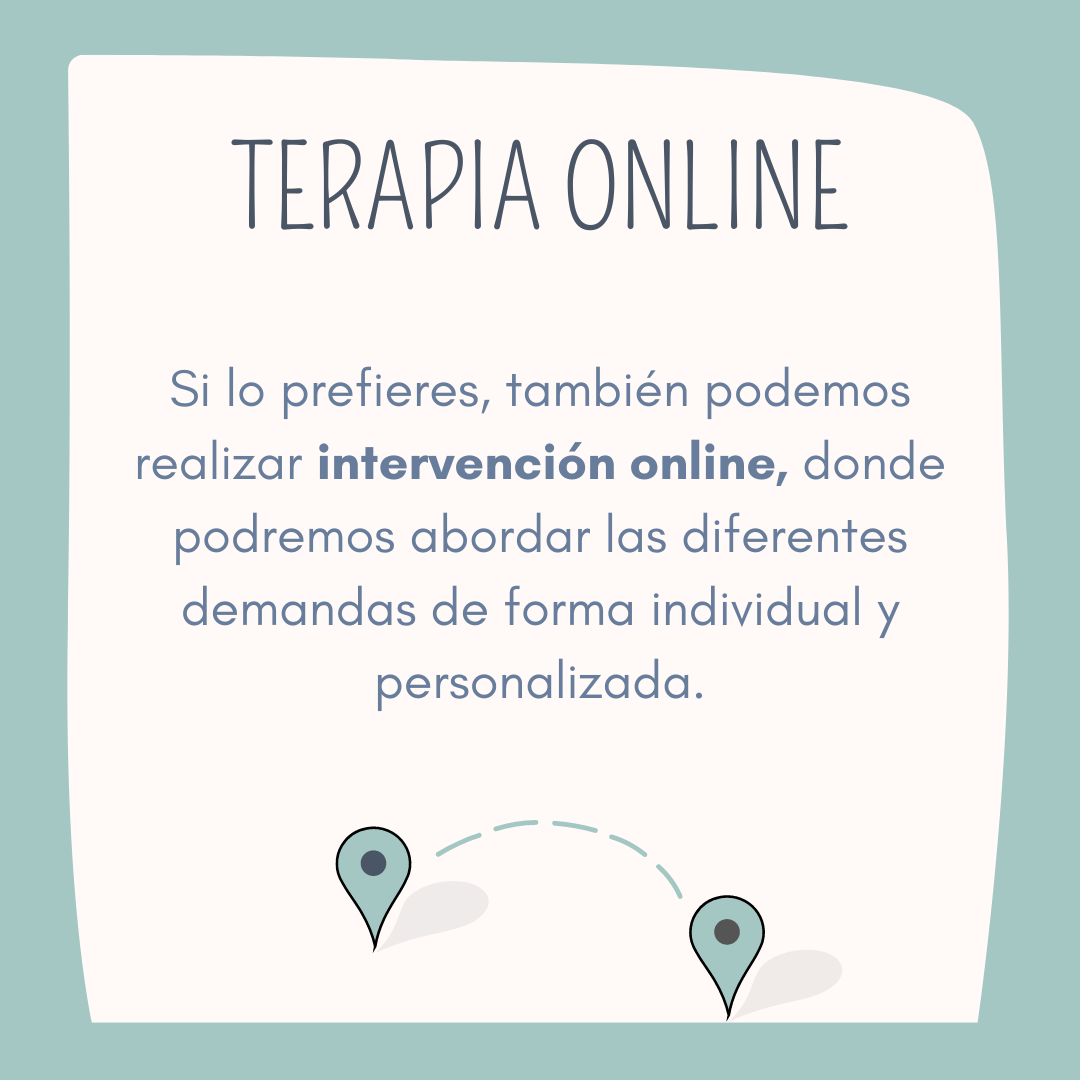 TERAPIA ONLINE
Si lo prefieres, también podemos
realizar intervención online, donde
podremos abordar las diferentes
demandas de forma individual y
personalizada.